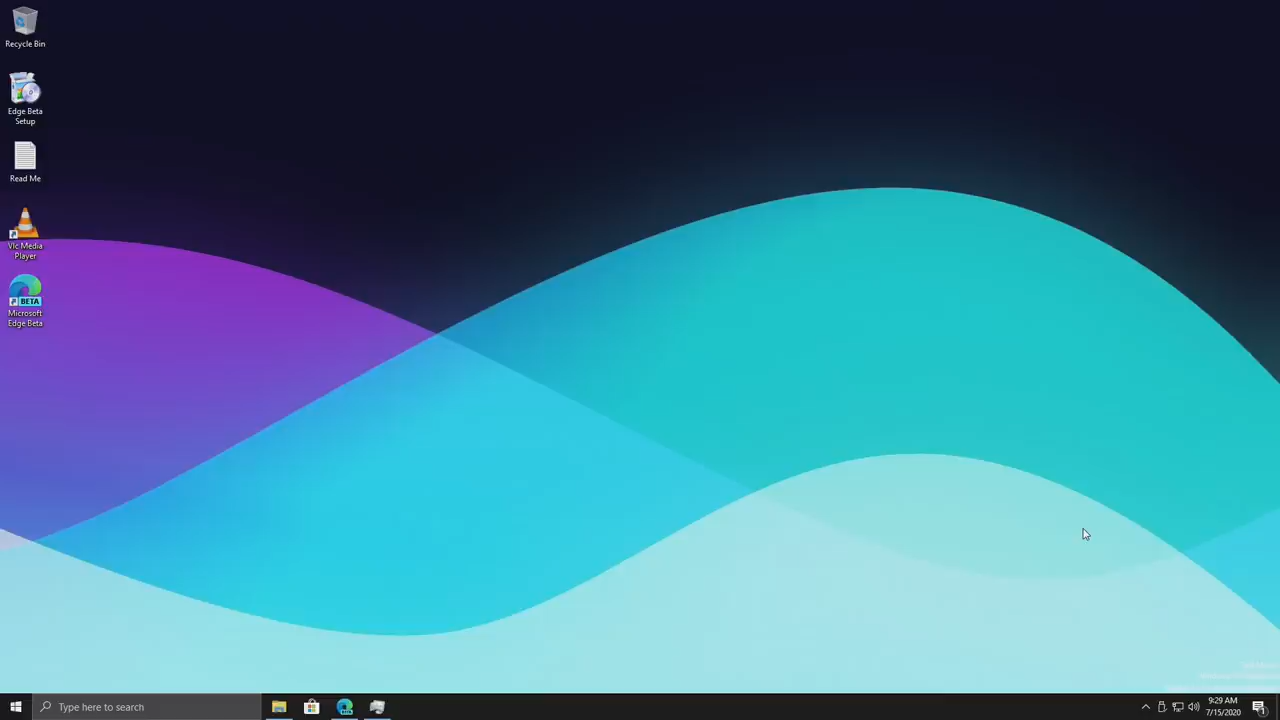 Recycle Bin
Edge Beta
Setup
Read Me
Vlc Media
Player
BETA
Microsoft
Edge Beta
Type here to search
9:29 AM
7/15/2020
1